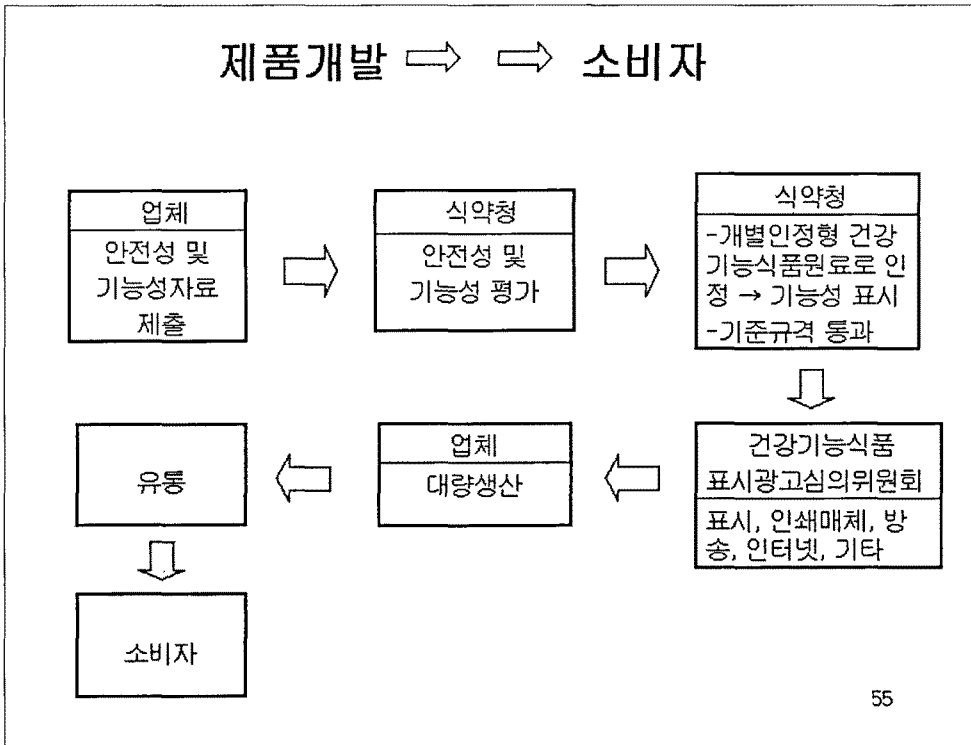 제품개발 ⇨ ⇨ 소비자
업체
안전성 및
기능성자료
제출
식약청
안전성 및
기능성 평가
식약청
-개별인정형 건강
기능식품원료로 인
정 → 기능성 표시
-기준규격 통과
건강기능식품
표시광고심의위원회
표시, 인쇄매체, 방
송, 인터넷, 기타
업체
대량생산
유통
소비자
55